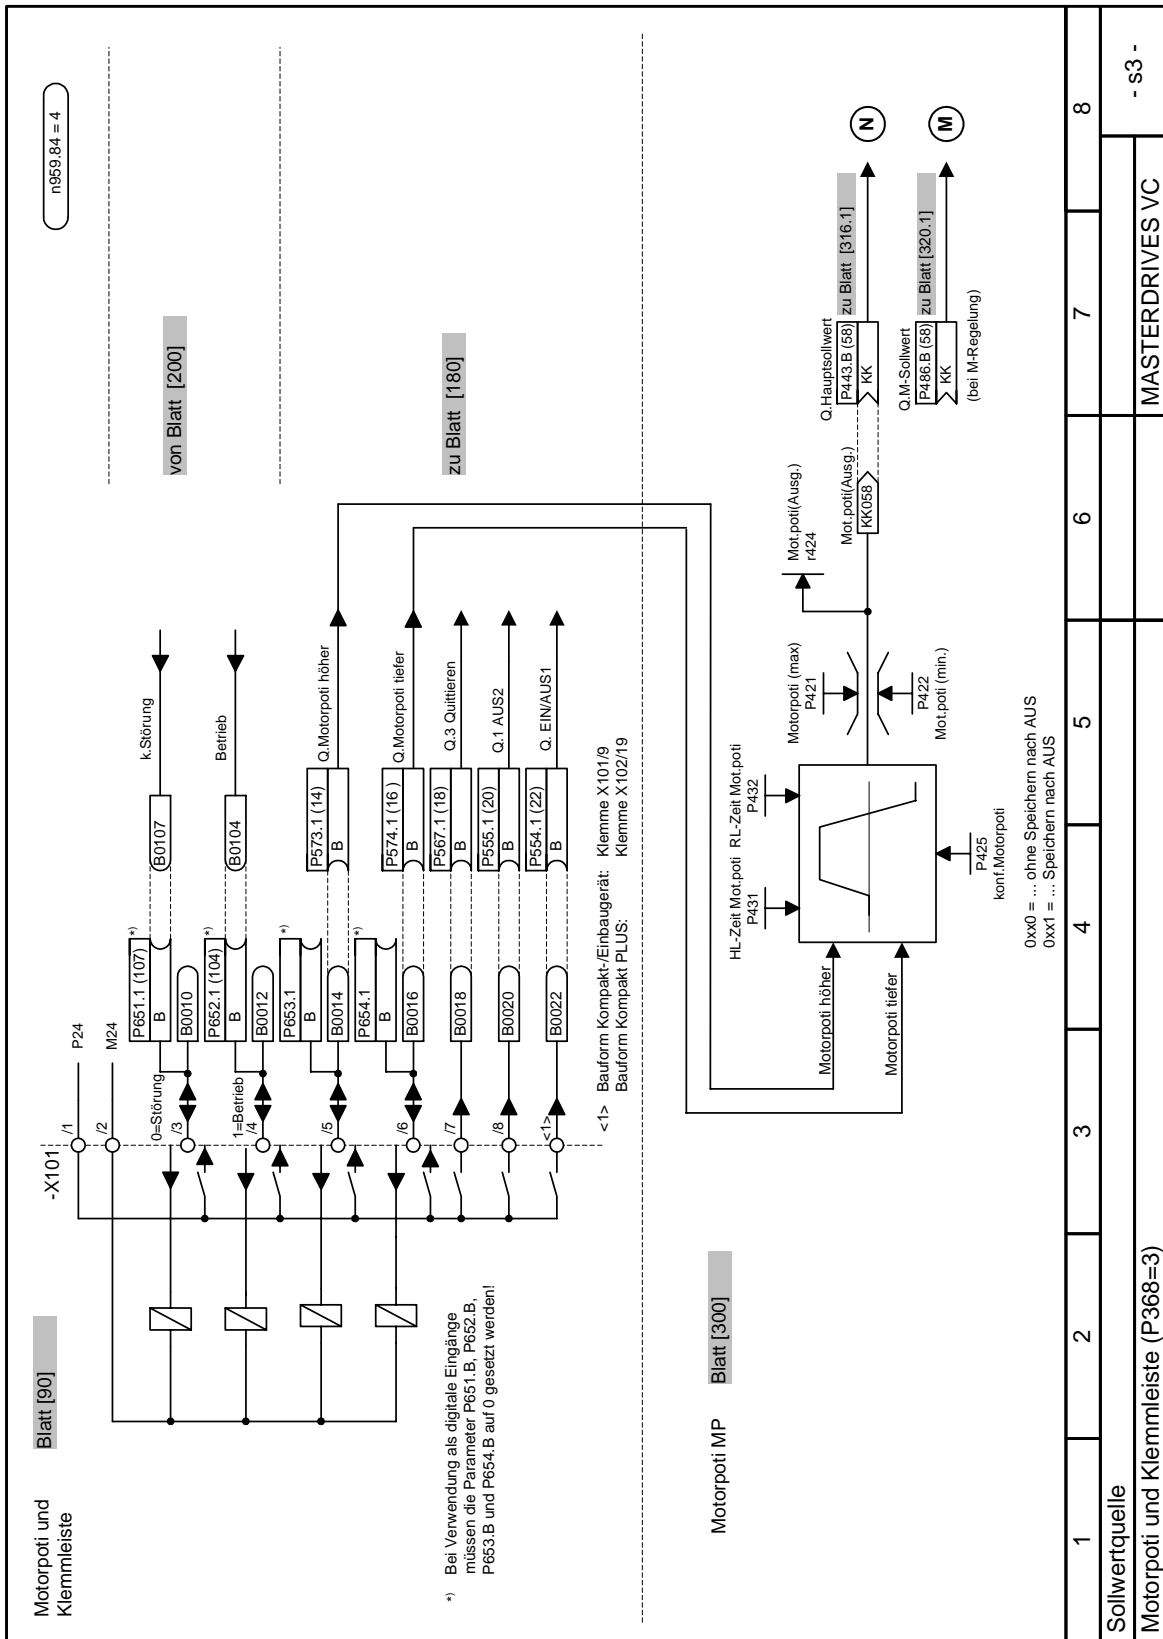 Motorpoti und
Klemmleiste
Blatt [90]
n959.84 = 4
-X101
/1
P24
/2
M24
0=Störung
/3
P651.1 (107)
*)
B
B0010
B0107
k.Störung
von Blatt [200]
1=Betrieb
/4
P652.1 (104)
*)
B
B0012
B0104
Betrieb
/5
P653.1
*)
B
B0014
P573.1 (14)
B
Q.Motorpoti höher
/6
P654.1
*)
B
B0016
P574.1 (16 )
B
Q.Motorpoti tiefer
zu Blatt [180]
/7
B0018
P567.1 (18)
B
Q.3 Quittieren
/8
B0020
P555.1 (20)
B
Q.1 AUS2
<1>
B0022
P554.1 (22)
B
Q. EIN/AUS1
*) Bei Verwendung als digitale Eingänge
müssen die Parameter P651.B, P652.B,
P653.B und P654.B auf 0 gesetzt werden!
<1> Bauform Kompakt-/Einbaugerät: Klemme X101/9
Bauform Kompakt PLUS: Klemme X102/19
Motorpoti MP
Blatt [300]
HL-Zeit Mot.poti
P431
RL-Zeit Mot.poti
P432
Motorpoti (max)
P421
Mot.poti(Ausg.)
r424
Motorpoti höher
Motorpoti tiefer
Mot.poti(Ausg.)
KK058
Q.Hauptsollwert
P443.B (58)
KK
zu Blatt [316.1]
N
Q.M-Sollwert
P486.B (58)
KK
zu Blatt [320.1]
M
(bei M-Regelung)
P422
Mot.poti (min.)
P425
konf.Motorpoti
0xx0 = ... ohne Speichern nach AUS
0xx1 = ... Speichern nach AUS
1 2 3 4 5 6 7 8
Sollwertquelle
- s3 -
Motorpoti und Klemmleiste (P368=3)
MASTERDRIVES VC